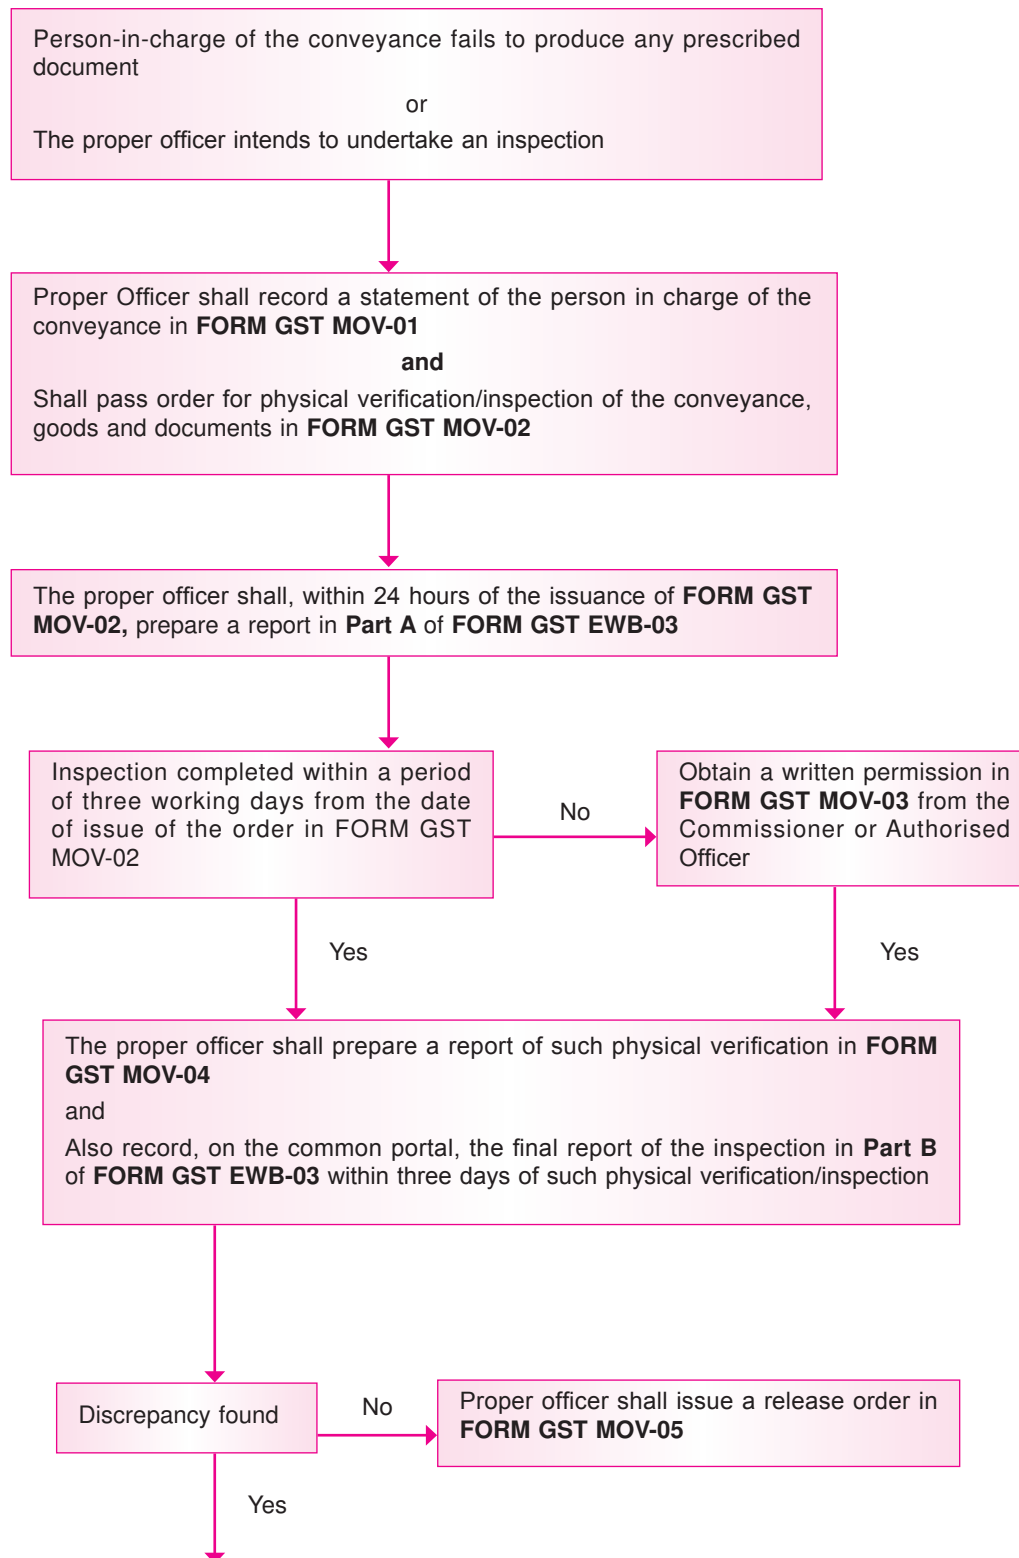 Person-in-charge of the conveyance fails to produce any prescribed
document
or
The proper officer intends to undertake an inspection
Proper Officer shall record a statement of the person in charge of the
conveyance in FORM GST MOV-01
and
Shall pass order for physical verification/inspection of the conveyance,
goods and documents in FORM GST MOV-02
The proper officer shall, within 24 hours of the issuance of FORM GST
MOV-02, prepare a report in Part A of FORM GST EWB-03
Inspection completed within a period
of three working days from the date
of issue of the order in FORM GST
MOV-02
No
Obtain a written permission in
FORM GST MOV-03 from the
Commissioner or Authorised
Officer
Yes
Yes
The proper officer shall prepare a report of such physical verification in FORM
GST MOV-04
and
Also record, on the common portal, the final report of the inspection in Part B
of FORM GST EWB-03 within three days of such physical verification/inspection
Discrepancy found
No
Proper officer shall issue a release order in
FORM GST MOV-05
Yes